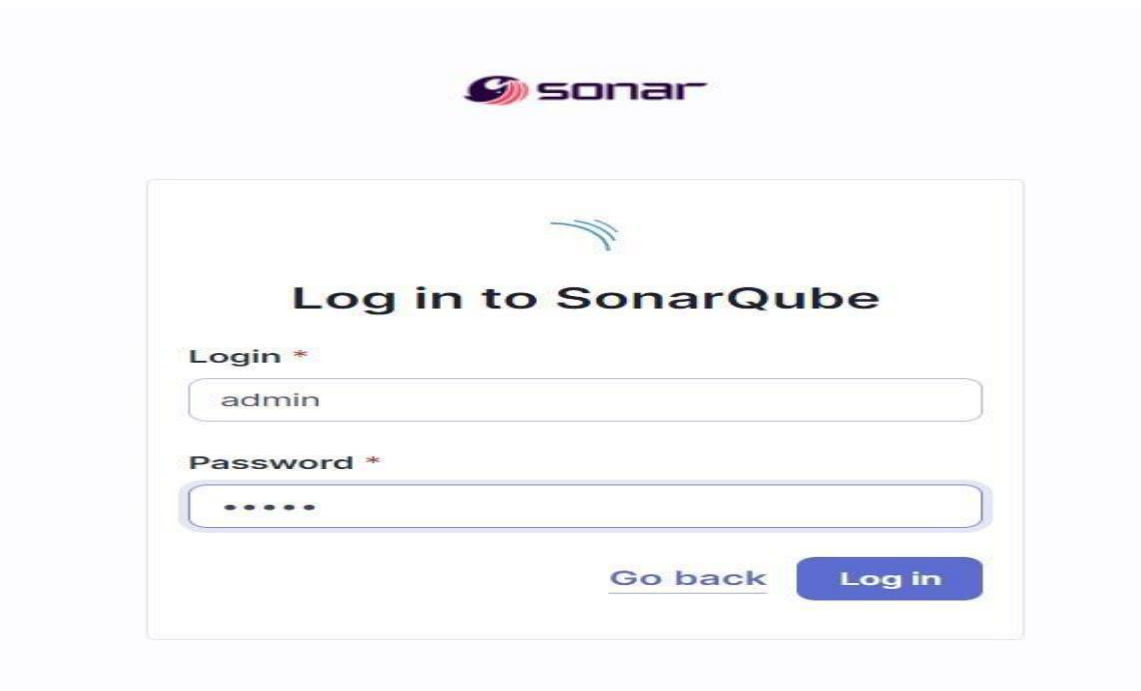 sonar
Log in to SonarQube
Login *
admin
Password *
•••••
Go back Log in